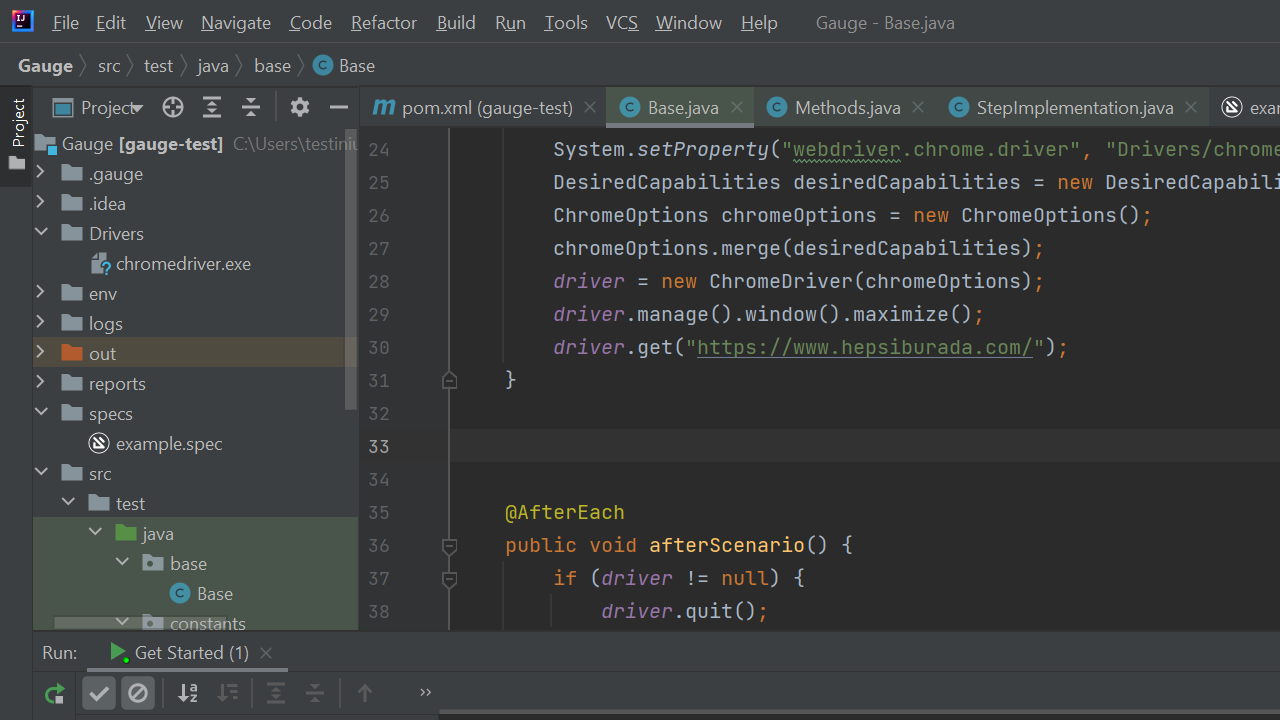 File Edit View Navigate Code Refactor Build Run Tools VCS Window Help Gauge - Base.java
Gauge src test java base Base
Project
Project
pom.xml (gauge-test) Base.java Methods.java StepImplementation.java
Gauge [gauge-test] C:\Users\
.gauge
.idea
Drivers
chromedriver.exe
env
logs
out
reports
specs
example.spec
src
test
java
base
Base
constants
24 System.setProperty("webdriver.chrome.driver", "Drivers/chrome
25 DesiredCapabilities desiredCapabilities = new
26 ChromeOptions chromeOptions = new ChromeOptions();
27 chromeOptions.merge(desiredCapabilities);
28 driver = new ChromeDriver(chromeOptions);
29 driver.manage().window().maximize();
30 driver.get("https://www.hepsiburada.com/");
31 }
32
33
34
35 @AfterEach
36 public void afterScenario() {
37 if (driver != null) {
38 driver.quit();
Run: Get Started (1)